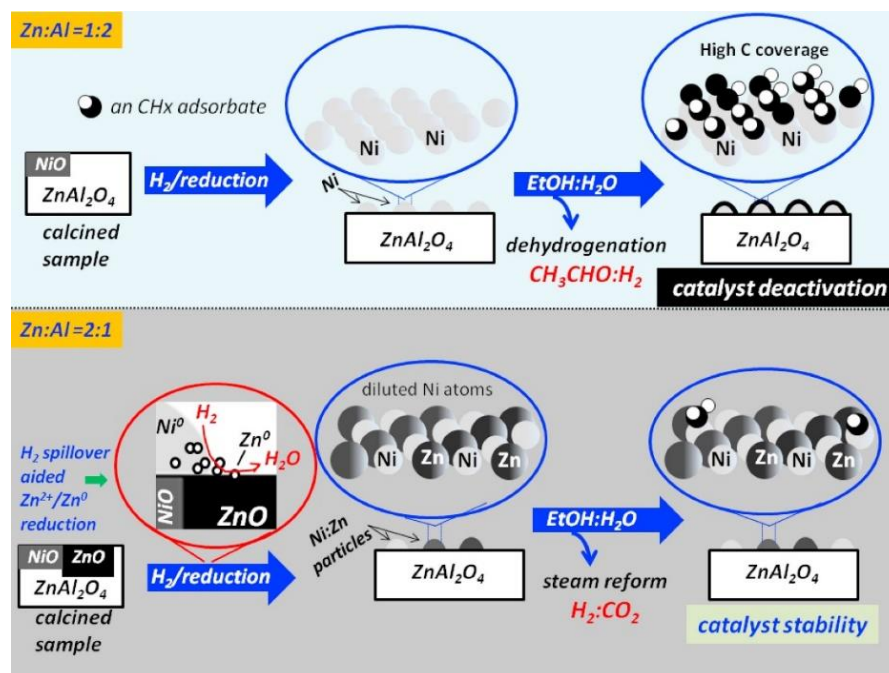 Zn:Al=1:2
an CHx adsorbate
NiO
ZnAl₂O₄
calcined
sample
H₂/reduction
Ni
Ni
Ni
ZnAl₂O₄
EtOH:H₂O
dehydrogenation
CH₃CHO:H₂
High C coverage
Ni
Ni
ZnAl₂O₄
catalyst deactivation
Zn:Al=2:1
H₂ spillover
aided
Zn²⁺/Zn⁰
reduction
NiO
ZnO
ZnAl₂O₄
calcined
sample
Ni⁰
H₂
Zn⁰
H₂O
NiO
ZnO
H₂/reduction
diluted Ni atoms
Ni
Zn
Ni
Zn
Ni:Zn
particles
ZnAl₂O₄
EtOH:H₂O
steam reform
H₂:CO₂
Ni
Zn
Ni
Zn
ZnAl₂O₄
catalyst stability